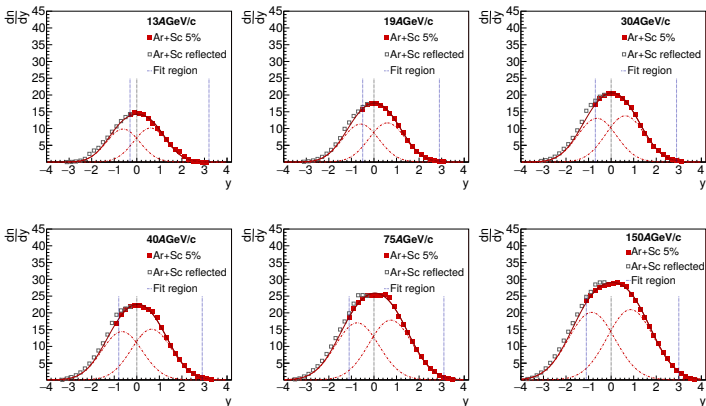 dn/dy
13AGeV/c
Ar+Sc 5%
Ar+Sc reflected
Fit region
45
40
35
30
25
20
15
10
5
−4 −3 −2 −1 0 1 2 3 4
y
dn/dy
19AGeV/c
Ar+Sc 5%
Ar+Sc reflected
Fit region
45
40
35
30
25
20
15
10
5
−4 −3 −2 −1 0 1 2 3 4
y
dn/dy
30AGeV/c
Ar+Sc 5%
Ar+Sc reflected
Fit region
45
40
35
30
25
20
15
10
5
−4 −3 −2 −1 0 1 2 3 4
y
dn/dy
40AGeV/c
Ar+Sc 5%
Ar+Sc reflected
Fit region
45
40
35
30
25
20
15
10
5
−4 −3 −2 −1 0 1 2 3 4
y
dn/dy
75AGeV/c
Ar+Sc 5%
Ar+Sc reflected
Fit region
45
40
35
30
25
20
15
10
5
−4 −3 −2 −1 0 1 2 3 4
y
dn/dy
150AGeV/c
Ar+Sc 5%
Ar+Sc reflected
Fit region
45
40
35
30
25
20
15
10
5
−4 −3 −2 −1 0 1 2 3 4
y